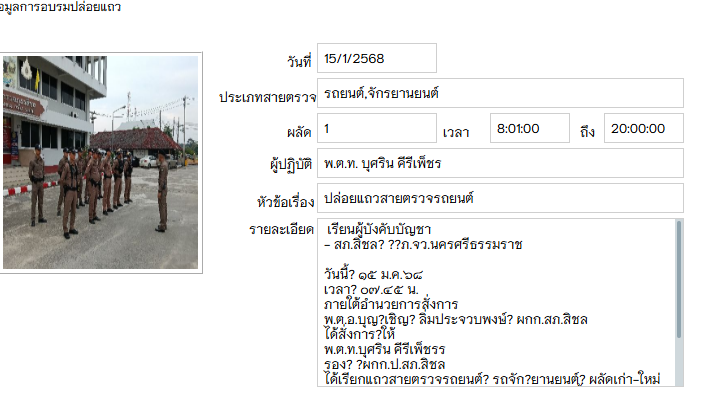 อมูลการอบรมปล่อยแถว
วันที่ 15/1/2568
ประเภทสายตรวจ รถยนต์,จักรยานยนต์
ผลัด 1 เวลา 8:01:00 ถึง 20:00:00
ผู้ปฏิบัติ พ.ต.ท. บุศริน คีรีเพ็ชร
หัวข้อเรื่อง ปล่อยแถวสายตรวจรถยนต์
รายละเอียด เรียนผู้บังคับบัญชา
- สภ.สิชล? ??ภ.จว.นครศรีธรรมราช
วันนี้? ๑๕ ม.ค.๖๘
เวลา? ๐๗.๔๕ น.
ภายใต้อำนวยการสั่งการ
พ.ต.อ.บุญ?เชิญ? ลิ่มประจวบพงษ์? ผกก.สภ.สิชล
ได้สั่งการ?ให้
พ.ต.ท.บุศริน คีรีเพ็ชรร
รอง? ?ผกก.ป.สภ.สิชล
ได้เรียกแถวสายตรวจรถยนต์? รถจัก?ยานยนต์? ผลัดเก่า-ใหม่